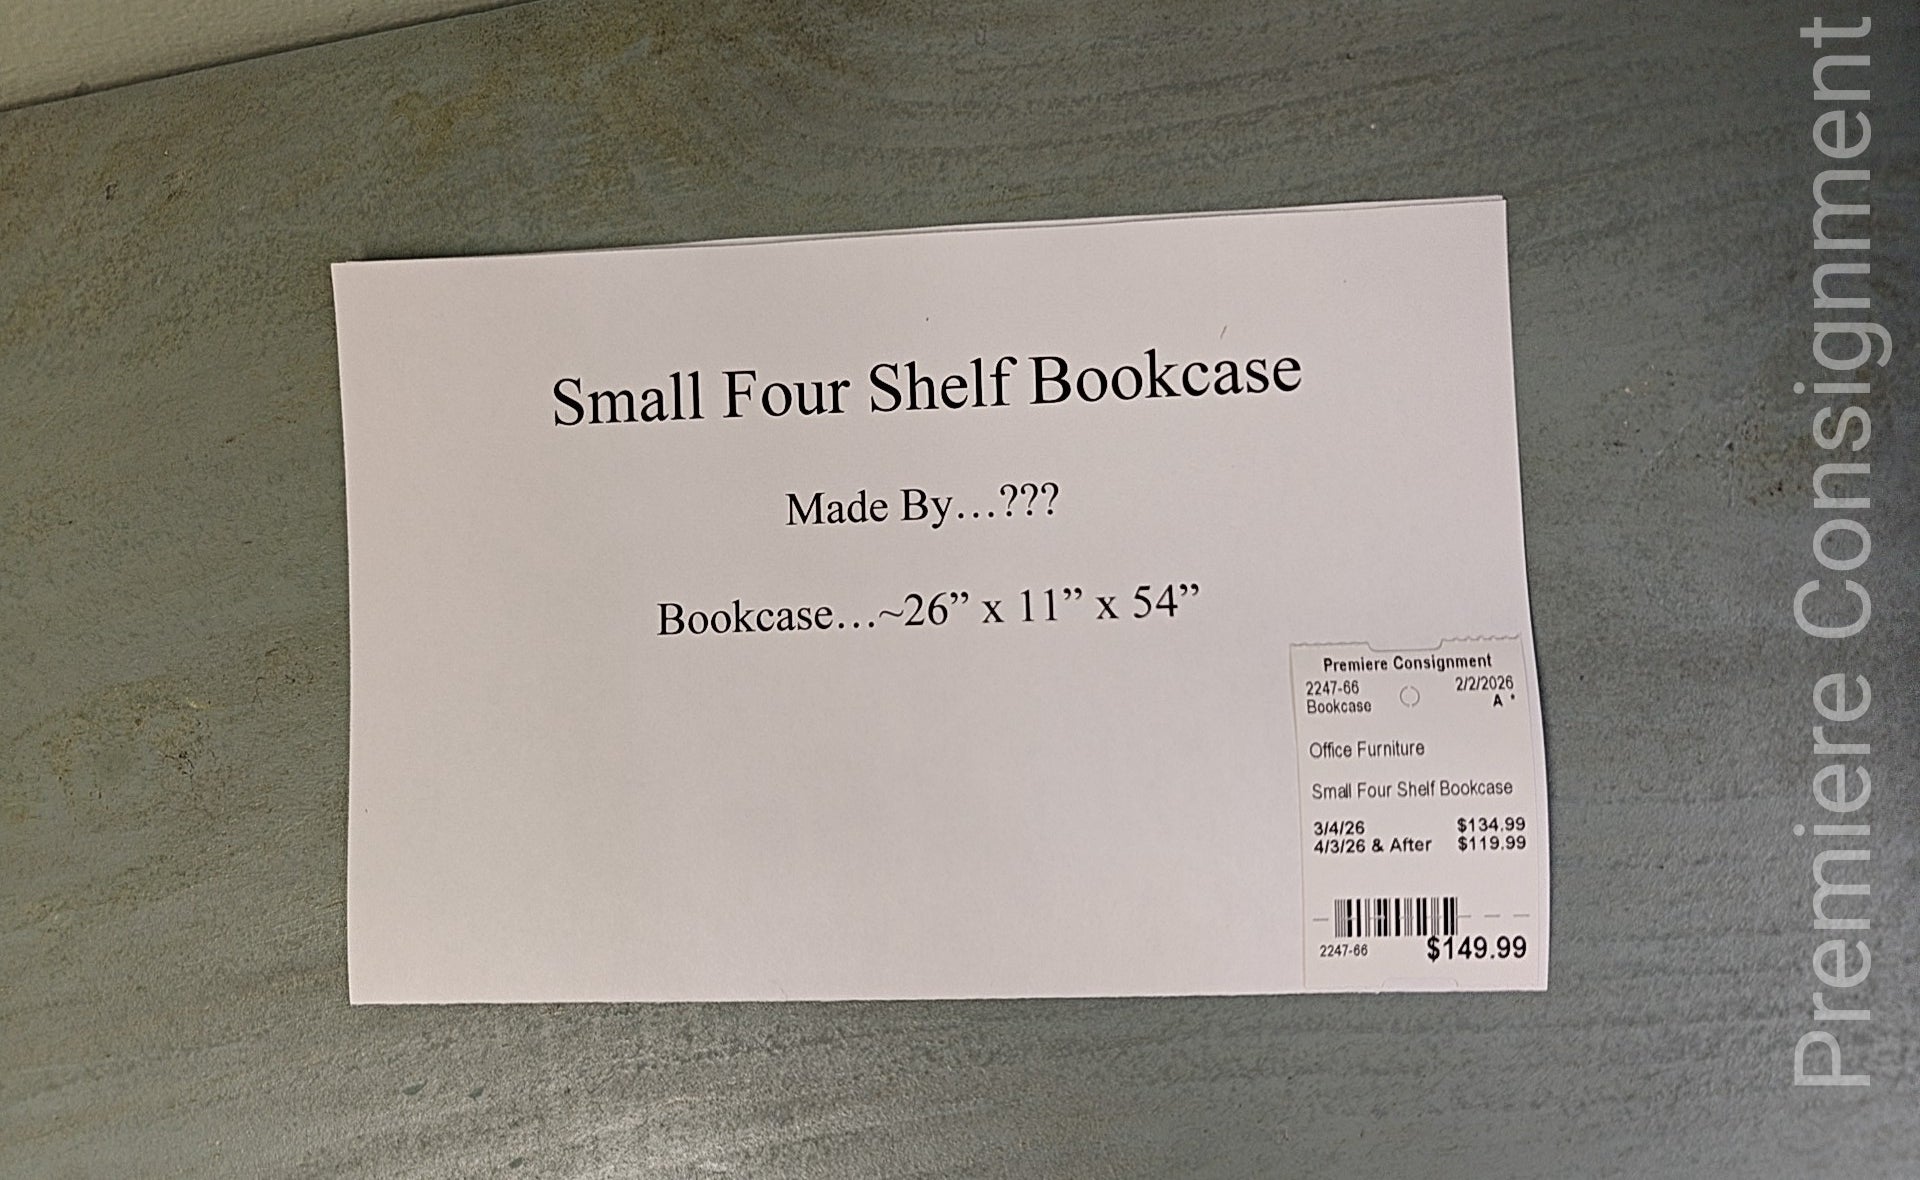 Small Four Shelf Bookcase
Made By…???
Bookcase…~26” x 11” x 54”
Premiere Consignment
2247-66 2/2/2026
Bookcase A *
Office Furniture
Small Four Shelf Bookcase
3/4/26 $134.99
4/3/26 & After $119.99
2247-66 $149.99
Premiere Consignment